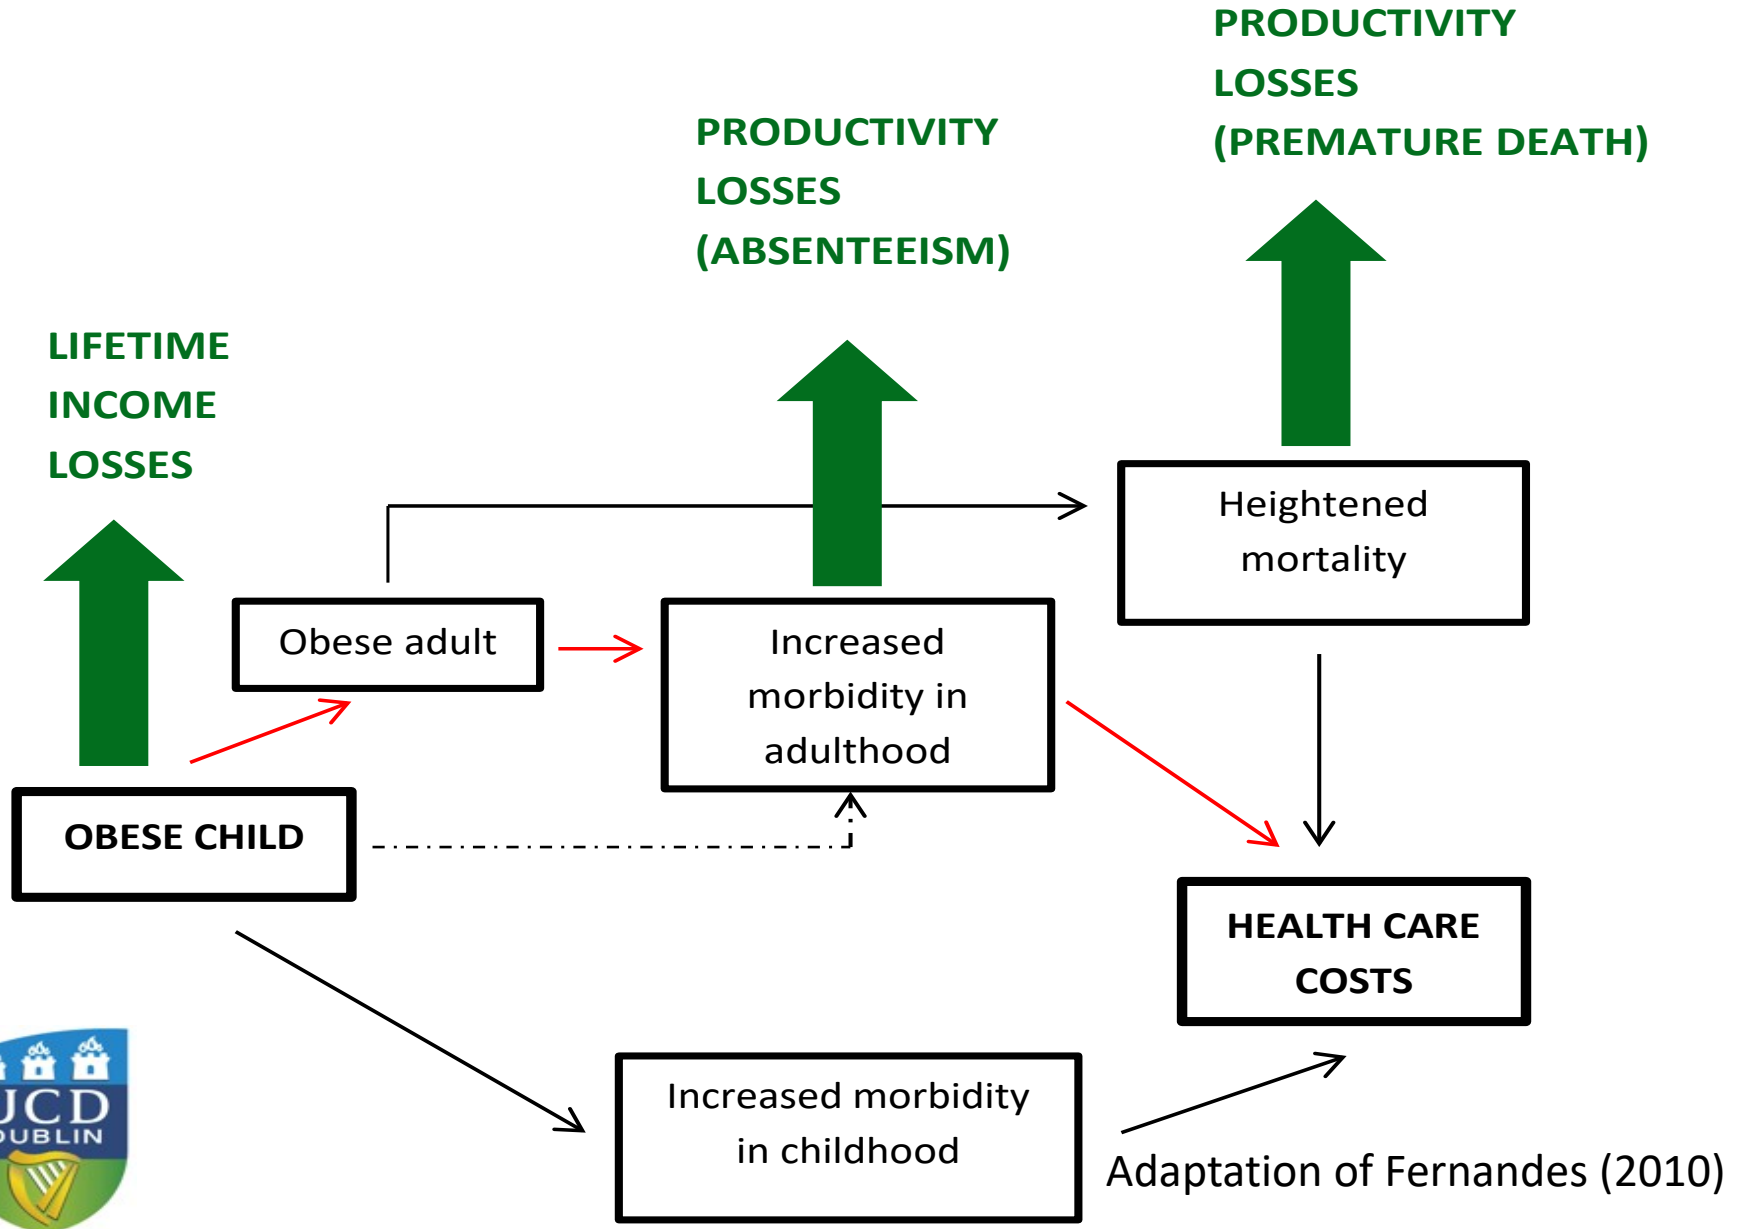 PRODUCTIVITY
LOSSES
(PREMATURE DEATH)
PRODUCTIVITY
LOSSES
(ABSENTEEISM)
LIFETIME
INCOME
LOSSES
Heightened
mortality
Obese adult
Increased
morbidity in
adulthood
OBESE CHILD
HEALTH CARE
COSTS
Increased morbidity
in childhood
UCD
DUBLIN
Adaptation of Fernandes (2010)